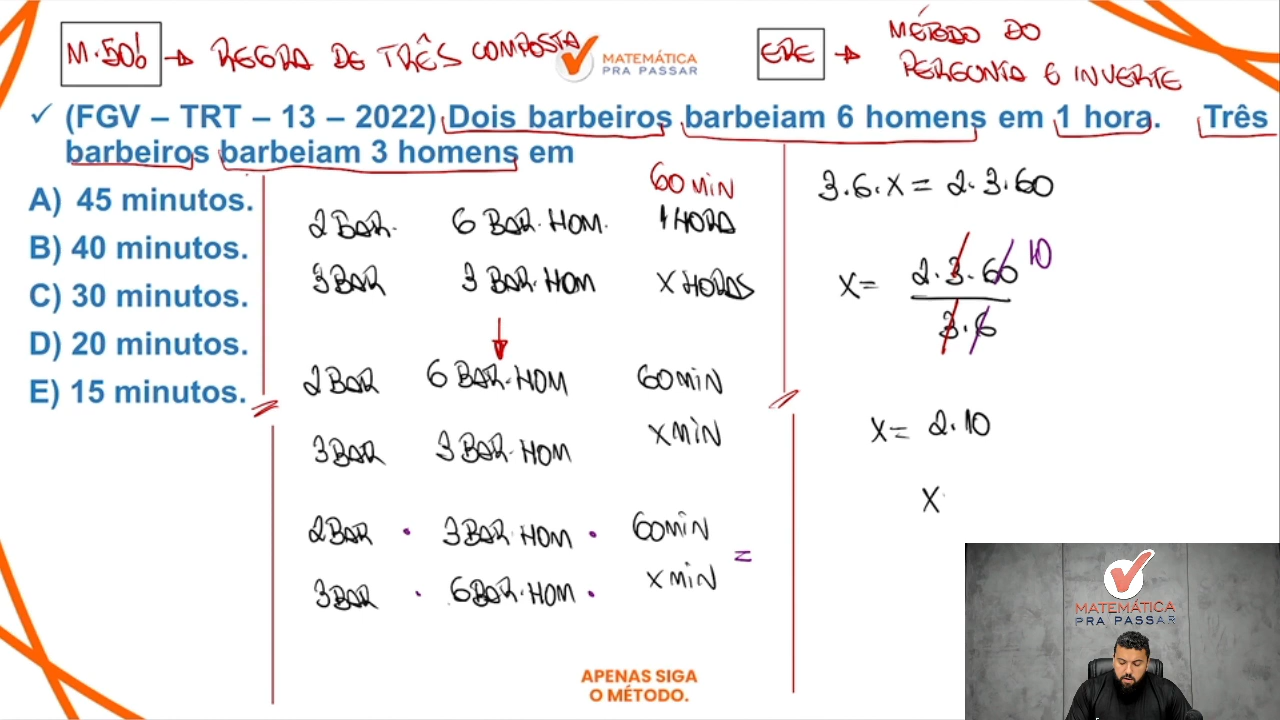 M.50! → REGRA DE TRÊS COMPOSTA
MATEMÁTICA
PRA PASSAR
ERE → MÉTODO DO
PERGUNTA E INVERTE
✓ (FGV – TRT – 13 – 2022) Dois barbeiros barbeiam 6 homens em 1 hora. Três
barbeiros barbeiam 3 homens em
A) 45 minutos.
B) 40 minutos.
C) 30 minutos.
D) 20 minutos.
E) 15 minutos.
60 MIN
2 BAR. 6 BAR. HOM. 1 HORA
3 BAR 3 BAR. HOM X HORAS
2 BAR 6 BAR. HOM 60 MIN
3 BAR 3 BAR. HOM X MIN
2 BAR . 3 BAR. HOM . 60 MIN
=
3 BAR . 6 BAR. HOM . X MIN
3.6.X = 2.3.60
10
X = 2.3.60
3.6
X = 2.10
X
MATEMÁTICA
PRA PASSAR
APENAS SIGA
O MÉTODO.